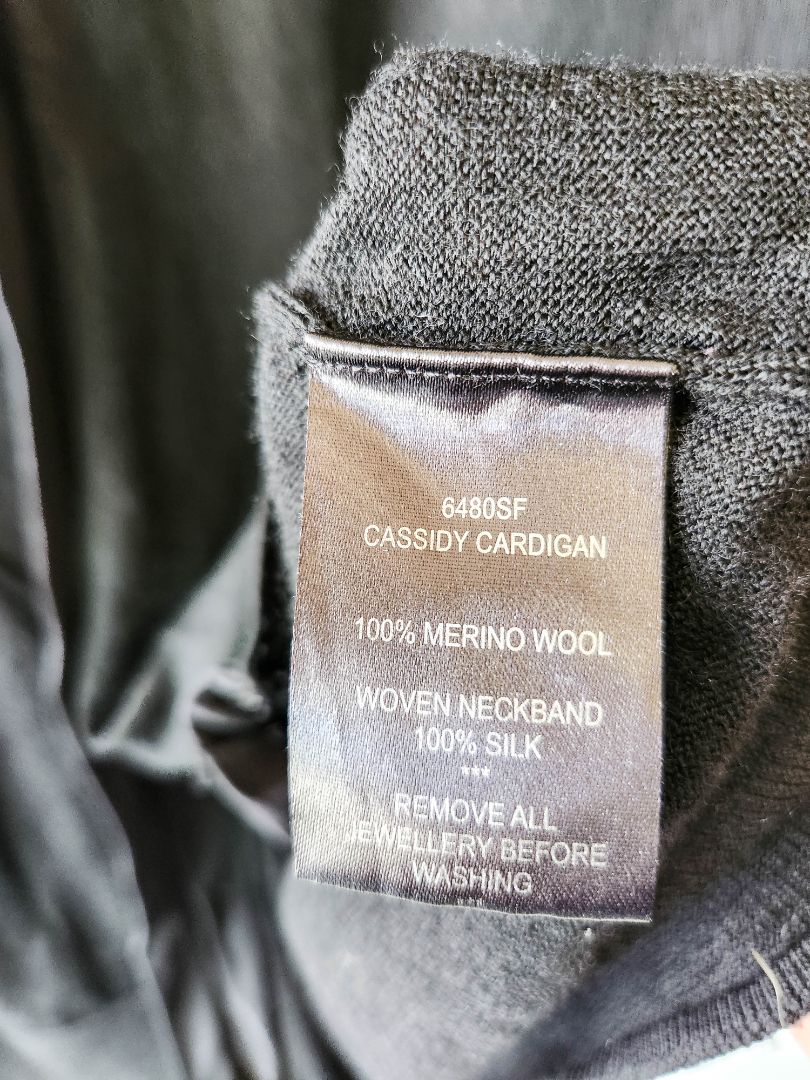 6480SF
CASSIDY CARDIGAN
100% MERINO WOOL
WOVEN NECKBAND
100% SILK
***
REMOVE ALL
JEWELLERY BEFORE
WASHING